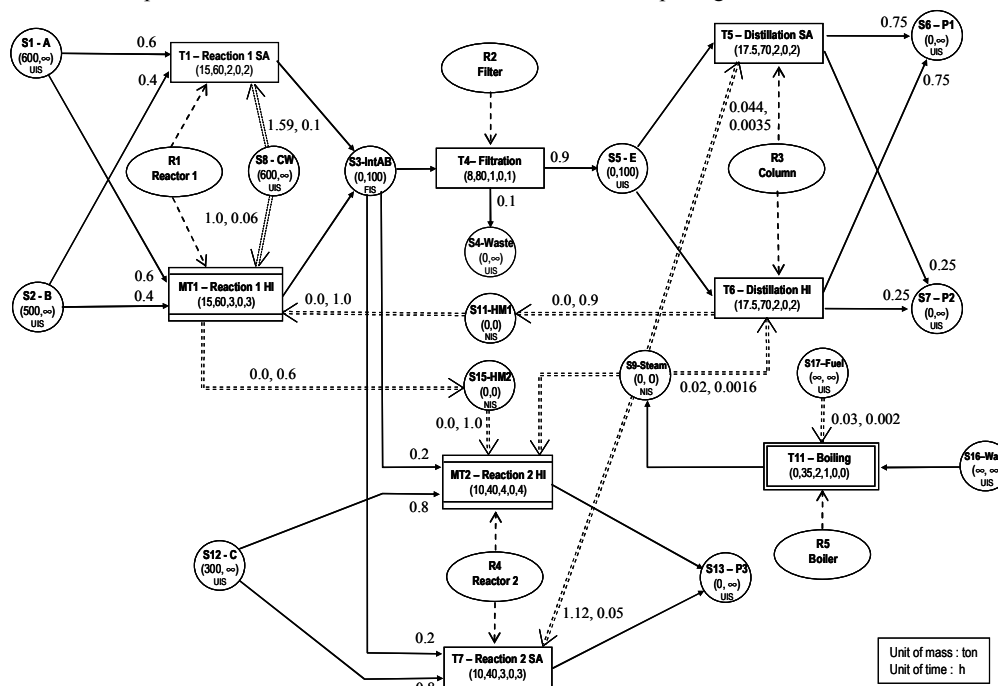 S1 - A
(600,∞)
UIS
0.6
0.4
T1 – Reaction 1 SA
(15,60,2,0,2)
R2
Filter
T5 – Distillation SA
(17.5,70,2,0,2)
0.75
S6 – P1
(0,∞)
UIS
0.75
1.59, 0.1
0.044,
0.0035
R1
Reactor 1
S8 - CW
(600,∞)
UIS
S3-IntAB
(0,100)
FIS
T4– Filtration
(8,80,1,0,1)
0.9
S5 - E
(0,100)
UIS
R3
Column
0.1
1.0, 0.06
S4-Waste
(0,∞)
UIS
0.6
0.4
MT1 – Reaction 1 HI
(15,60,3,0,3)
S2 - B
(500,∞)
UIS
0.0, 1.0
S11-HM1
(0,0)
NIS
0.0, 0.9
T6 – Distillation HI
(17.5,70,2,0,2)
0.25
0.25
S7 – P2
(0,∞)
UIS
0.0, 0.6
S15-HM2
(0,0)
NIS
S9-Steam
(0, 0)
NIS
0.02, 0.0016
S17–Fuel
(∞, ∞)
UIS
0.0, 1.0
0.03, 0.002
0.2
MT2 – Reaction 2 HI
(10,40,4,0,4)
0.8
T11 – Boiling
(0,35,2,1,0,0)
S16–Wa
(∞, ∞
UIS
R5
Boiler
S12 - C
(300, ∞)
UIS
R4
Reactor 2
S13 – P3
(0, ∞)
UIS
1.12, 0.05
0.2
T7 – Reaction 2 SA
(10,40,3,0,3)
0.8
Unit of mass : ton
Unit of time : h